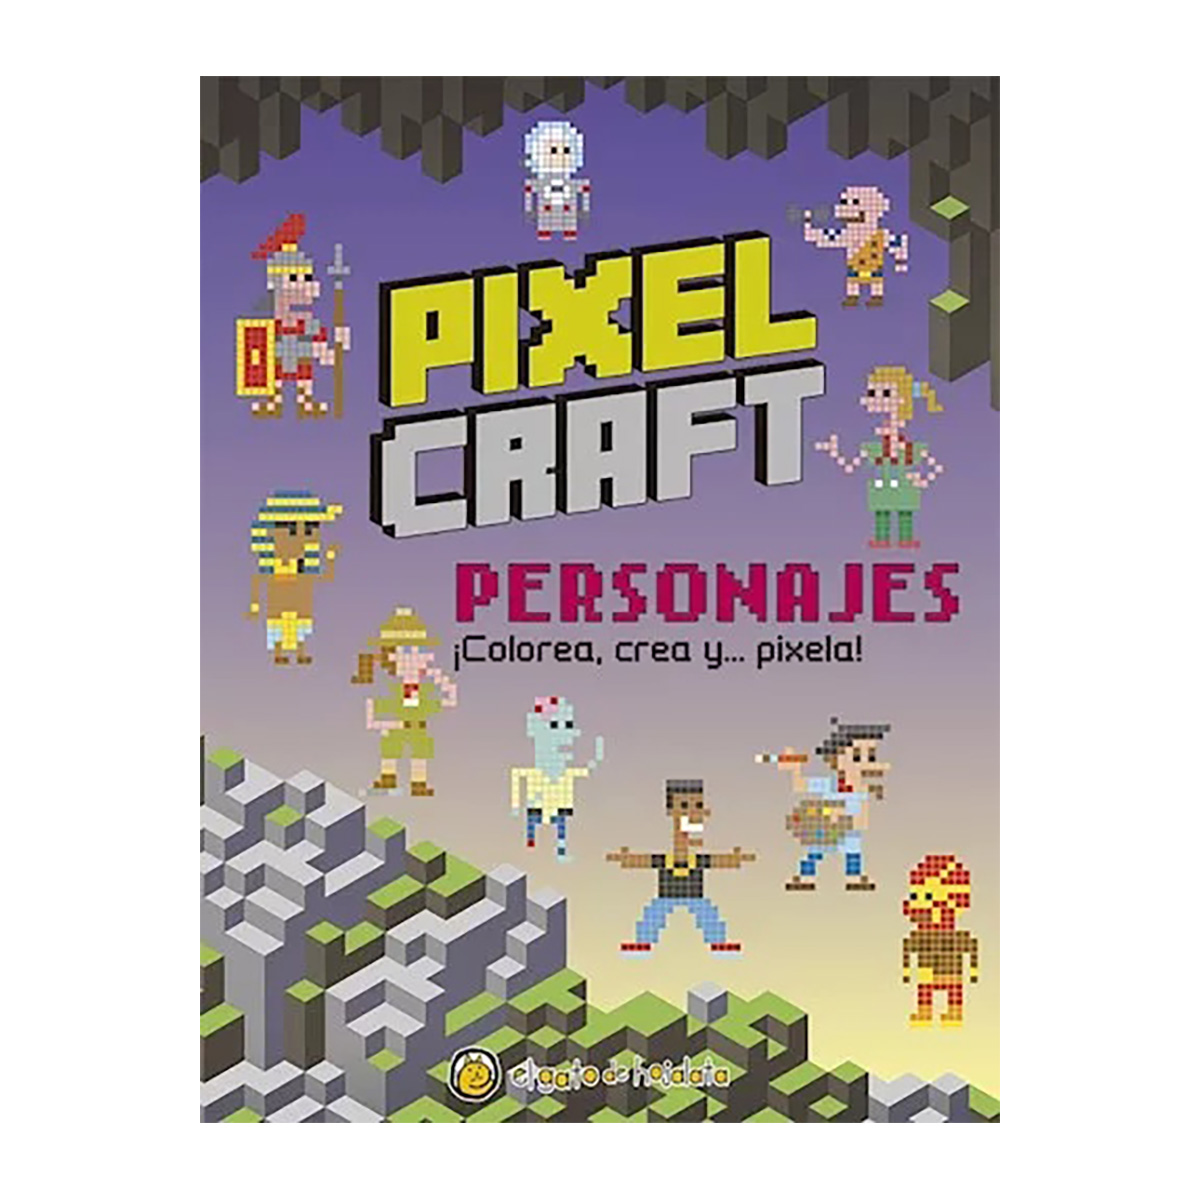 PIXEL
CRAFT
PERSONAJES
¡Colorea, crea y... pixela!
el gato de hojalata